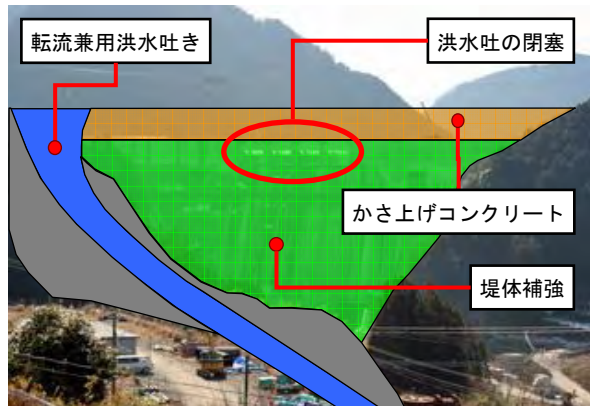 転流兼用洪水吐き
洪水吐の閉塞
かさ上げコンクリート
堤体補強